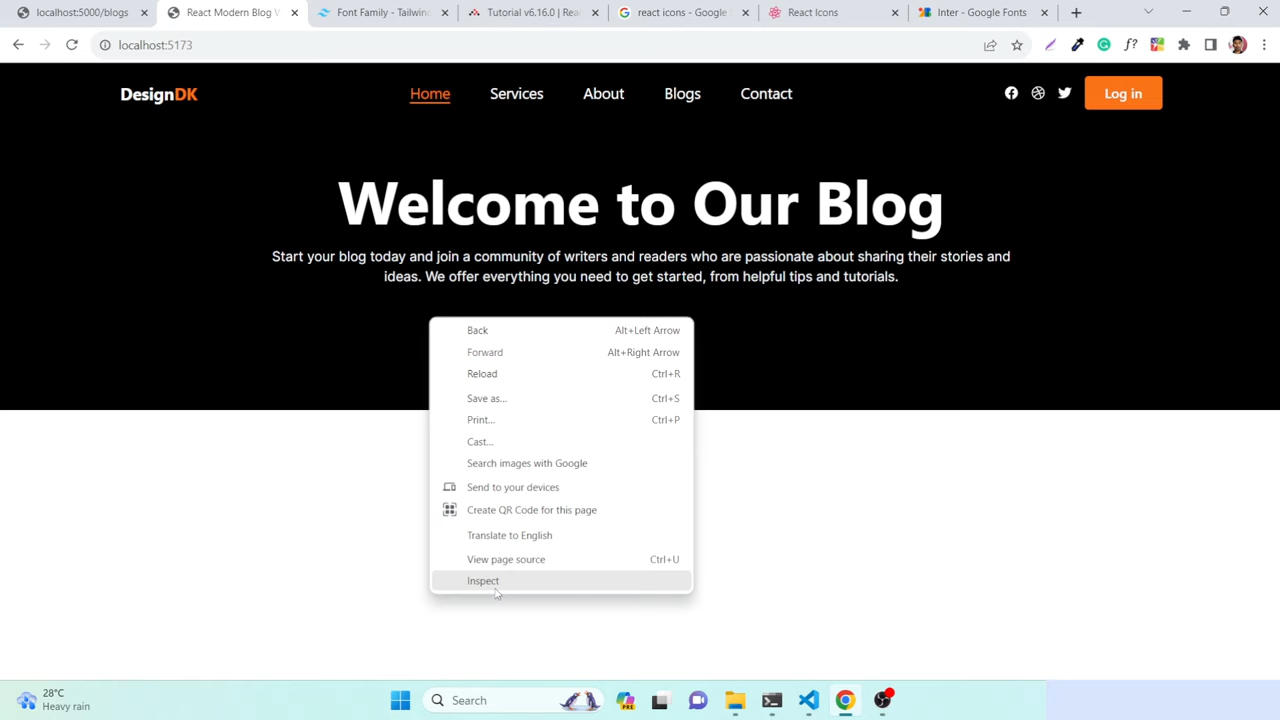 localhost:5000/blogs
React Modern Blog V
Font Family - Tailwin
Tutorial v6.16.0 | Rea
react icons - Google
React Icons
Inter - Google Fonts
localhost:5173
f?
DesignDK
Home
Services
About
Blogs
Contact
Log in
Welcome to Our Blog
Start your blog today and join a community of writers and readers who are passionate about sharing their stories and
ideas. We offer everything you need to get started, from helpful tips and tutorials.
Back Alt+Left Arrow
Forward Alt+Right Arrow
Reload Ctrl+R
Save as... Ctrl+S
Print... Ctrl+P
Cast...
Search images with Google
Send to your devices
Create QR Code for this page
Translate to English
View page source Ctrl+U
Inspect
28°C
Heavy rain
Search
PRE